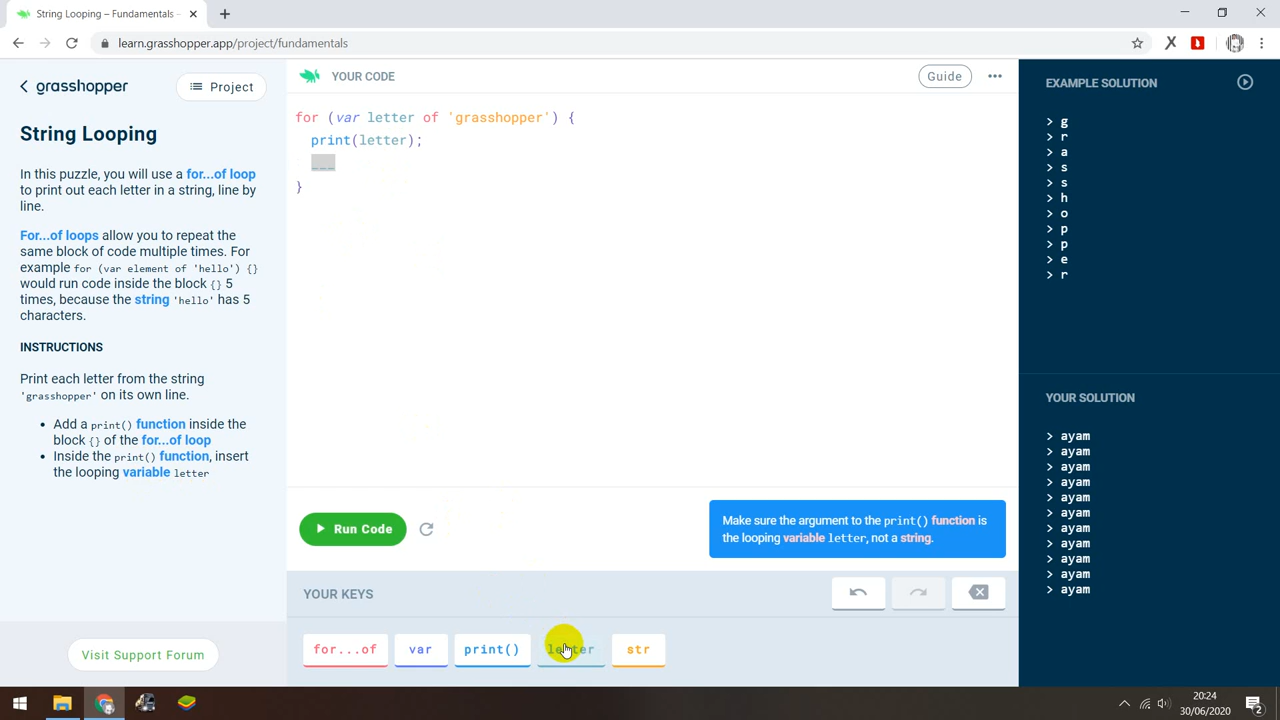 String Looping – Fundamentals –
learn.grasshopper.app/project/fundamentals
grasshopper
Project
String Looping
In this puzzle, you will use a for...of loop
to print out each letter in a string, line by
line.
For...of loops allow you to repeat the
same block of code multiple times. For
example for (var element of 'hello') {}
would run code inside the block {} 5
times, because the string 'hello' has 5
characters.
INSTRUCTIONS
Print each letter from the string
'grasshopper' on its own line.
• Add a print() function inside the
block {} of the for...of loop
• Inside the print() function, insert
the looping variable letter
Visit Support Forum
YOUR CODE
Guide
for (var letter of 'grasshopper') {
print(letter);
___
}
Run Code
Make sure the argument to the print() function is
the looping variable letter, not a string.
YOUR KEYS
for...of
var
print()
letter
str
EXAMPLE SOLUTION
> g
> r
> a
> s
> s
> h
> o
> p
> p
> e
> r
YOUR SOLUTION
> ayam
> ayam
> ayam
> ayam
> ayam
> ayam
> ayam
> ayam
> ayam
> ayam
> ayam
20:24
30/06/2020
2